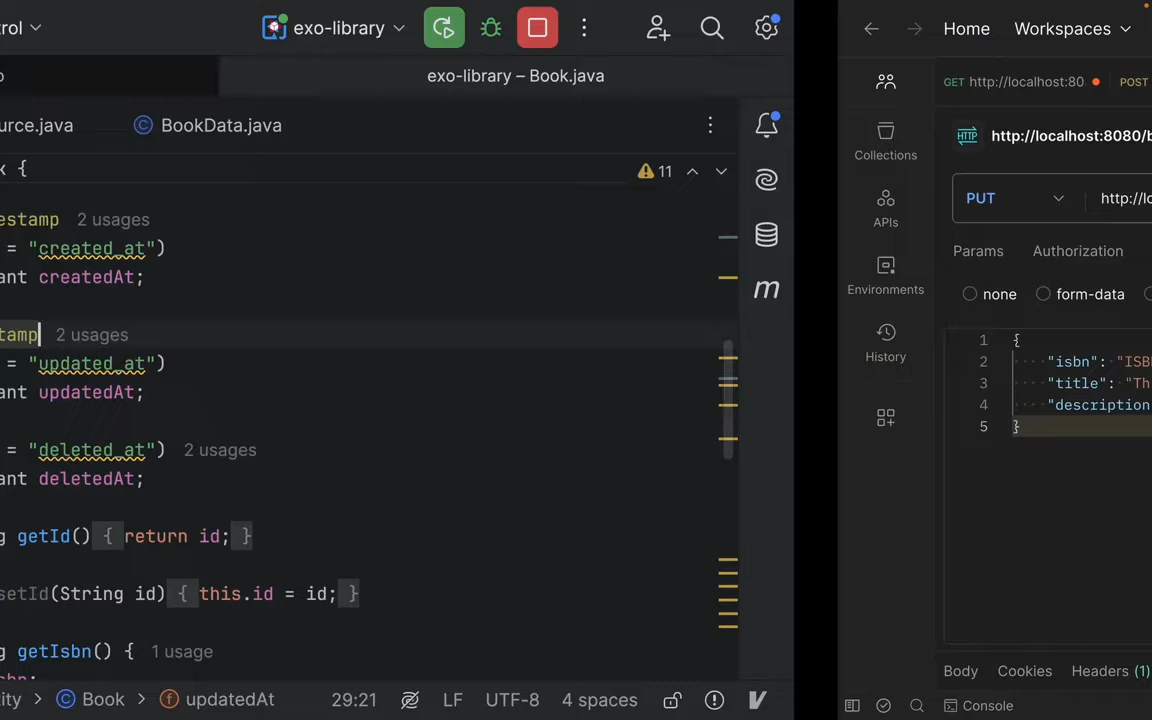 trol
exo-library
exo-library – Book.java
urce.java
BookData.java
{
11
estamp 2 usages
= "created_at")
ant createdAt;
tamp 2 usages
= "updated_at")
ant updatedAt;
= "deleted_at") 2 usages
ant deletedAt;
g getId() { return id; }
setId(String id) { this.id = id; }
g getIsbn() { 1 usage
ity > Book > updatedAt 29:21 LF UTF-8 4 spaces
m
Home Workspaces
GET http://localhost:80 POST
Collections
HTTP http://localhost:8080/b
APIs
PUT http://lo
Params Authorization
Environments
none form-data
History
1 {
2 "isbn": "ISB
3 "title": "Th
4 "description
5 }
Body Cookies Headers (1)
Console